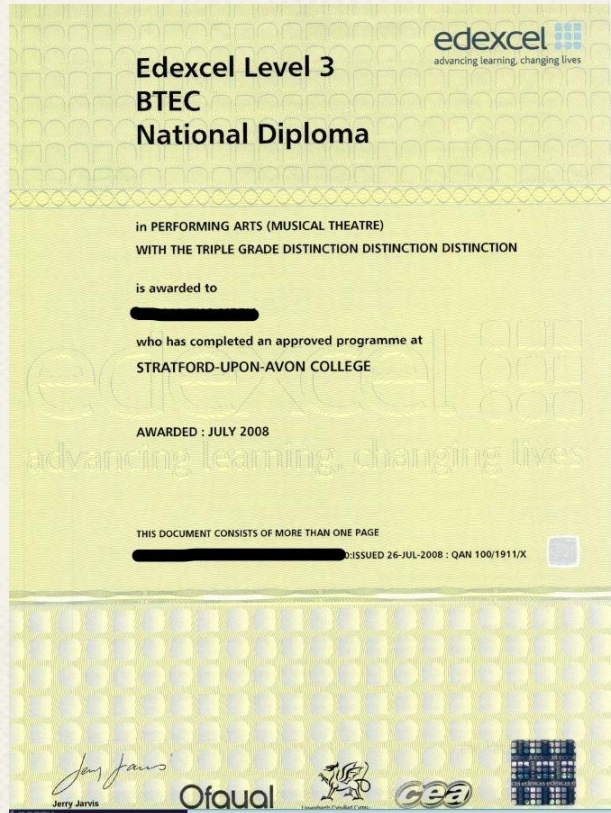 edexcel
advancing learning, changing lives
Edexcel Level 3
BTEC
National Diploma
in PERFORMING ARTS (MUSICAL THEATRE)
WITH THE TRIPLE GRADE DISTINCTION DISTINCTION DISTINCTION
is awarded to
who has completed an approved programme at
STRATFORD-UPON-AVON COLLEGE
edexcel
AWARDED : JULY 2008
advancing learning, changing lives
THIS DOCUMENT CONSISTS OF MORE THAN ONE PAGE
:ISSUED 26-JUL-2008 : QAN 100/1911/X
Jerry Jarvis
Ofqual
cea